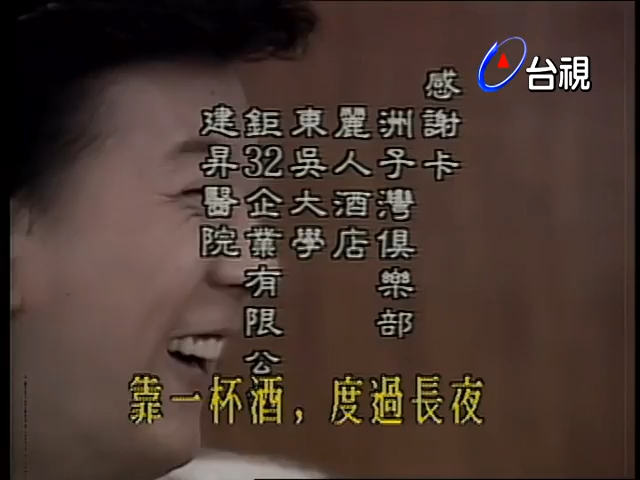 台視
感謝卡
洲子灣俱樂部
麗人酒店
東吳大學
鉅32企業有限公
建昇醫院
靠一杯酒，度過長夜